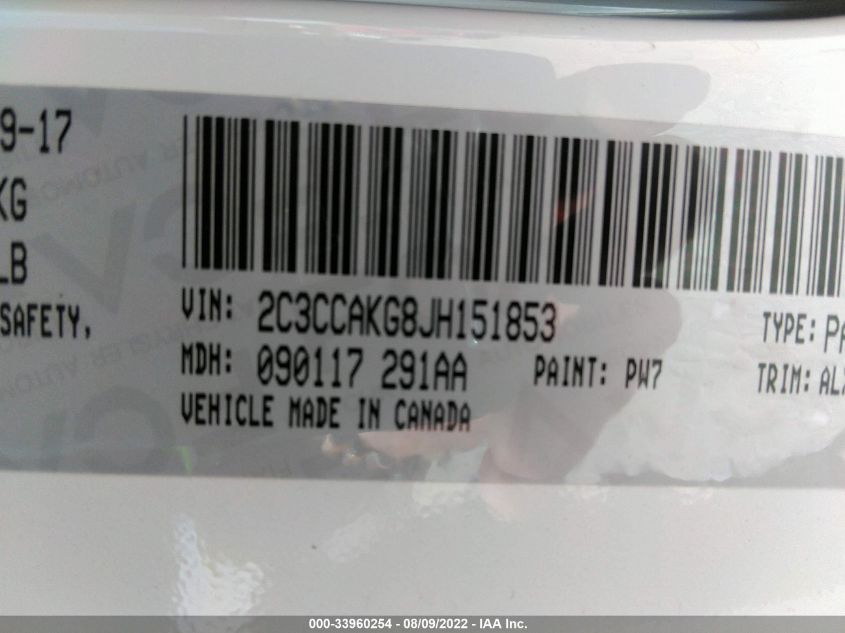 9-17
KG
LB
SAFETY,
VIN: 2C3CCAKG8JH151853 TYPE:
MDH: 090117 291AA PAINT: PW7 TRIM:
VEHICLE MADE IN CANADA
000-33960254 - 08/09/2022 - IAA Inc.